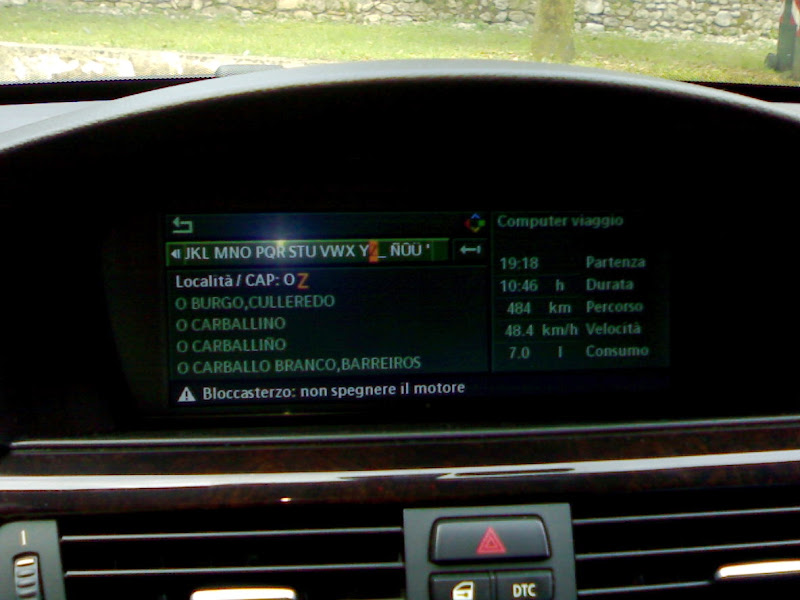 JKL MNO PQR STU VWX YZ_ ÑÖÜ '
Località / CAP: OZ
O BURGO,CULLEREDO
O CARBALLINO
O CARBALLIÑO
O CARBALLO BRANCO,BARREIROS
Bloccasterzo: non spegnere il motore
Computer viaggio
19:18 Partenza
10:46 h Durata
484 km Percorso
48.4 km/h Velocità
7.0 l Consumo
DTC